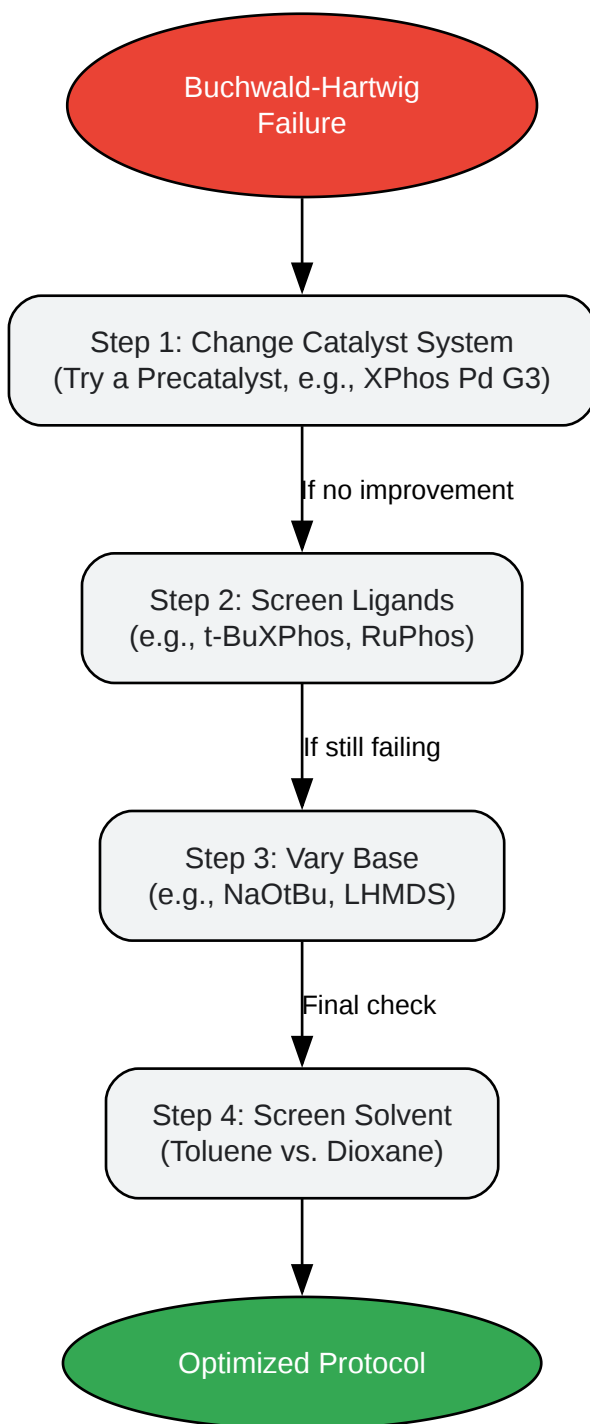 Buchwald-Hartwig
Failure
Step 1: Change Catalyst System
(Try a Precatalyst, e.g., XPhos Pd G3)
If no improvement
Step 2: Screen Ligands
(e.g., t-BuXPhos, RuPhos)
If still failing
Step 3: Vary Base
(e.g., NaOtBu, LHMDS)
Final check
Step 4: Screen Solvent
(Toluene vs. Dioxane)
Optimized Protocol